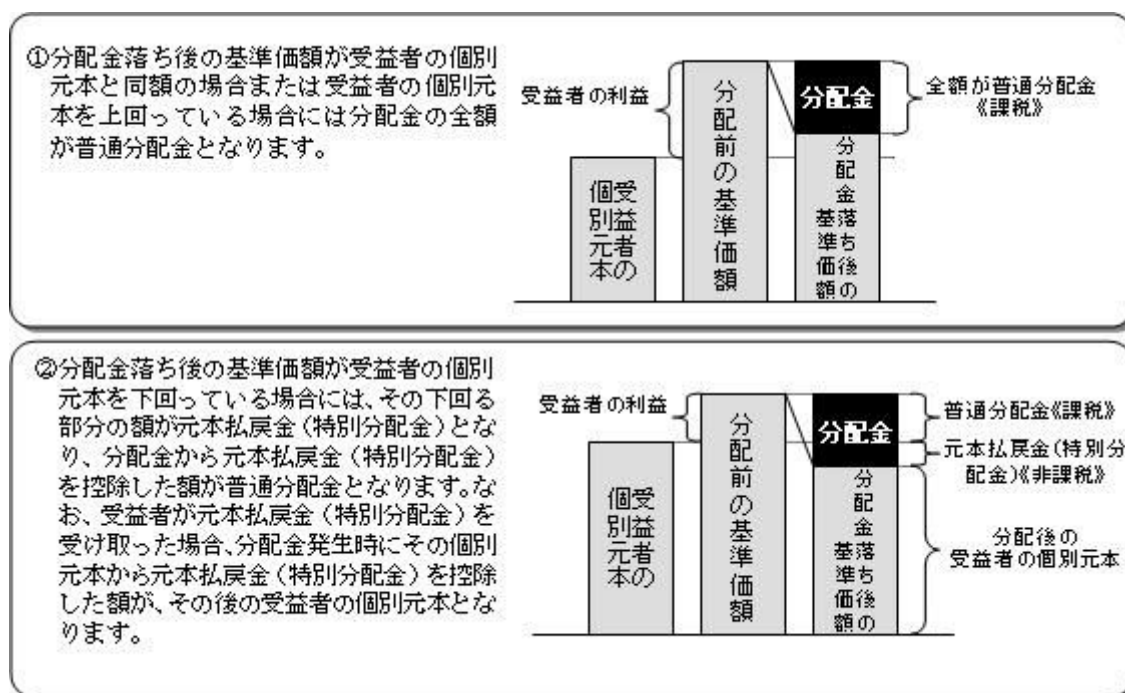 ①分配金落ち後の基準価額が受益者の個別
元本と同額の場合または受益者の個別元
本を上回っている場合には分配金の全額
が普通分配金となります。
受益者の利益
受益者の
個別元本
分配前の基準価額
分配金
分配金落ち後の
基準価額
全額が普通分配金
《課税》
②分配金落ち後の基準価額が受益者の個別
元本を下回っている場合には、その下回る
部分の額が元本払戻金(特別分配金)とな
り、分配金から元本払戻金(特別分配金)
を控除した額が普通分配金となります。な
お、受益者が元本払戻金(特別分配金)を
受け取った場合、分配金発生時にその個別
元本から元本払戻金(特別分配金)を控除
した額が、その後の受益者の個別元本とな
ります。
受益者の利益
受益者の
個別元本
分配前の基準価額
分配金
分配金落ち後の
基準価額
普通分配金《課税》
元本払戻金(特別分
配金)《非課税》
分配後の
受益者の個別元本